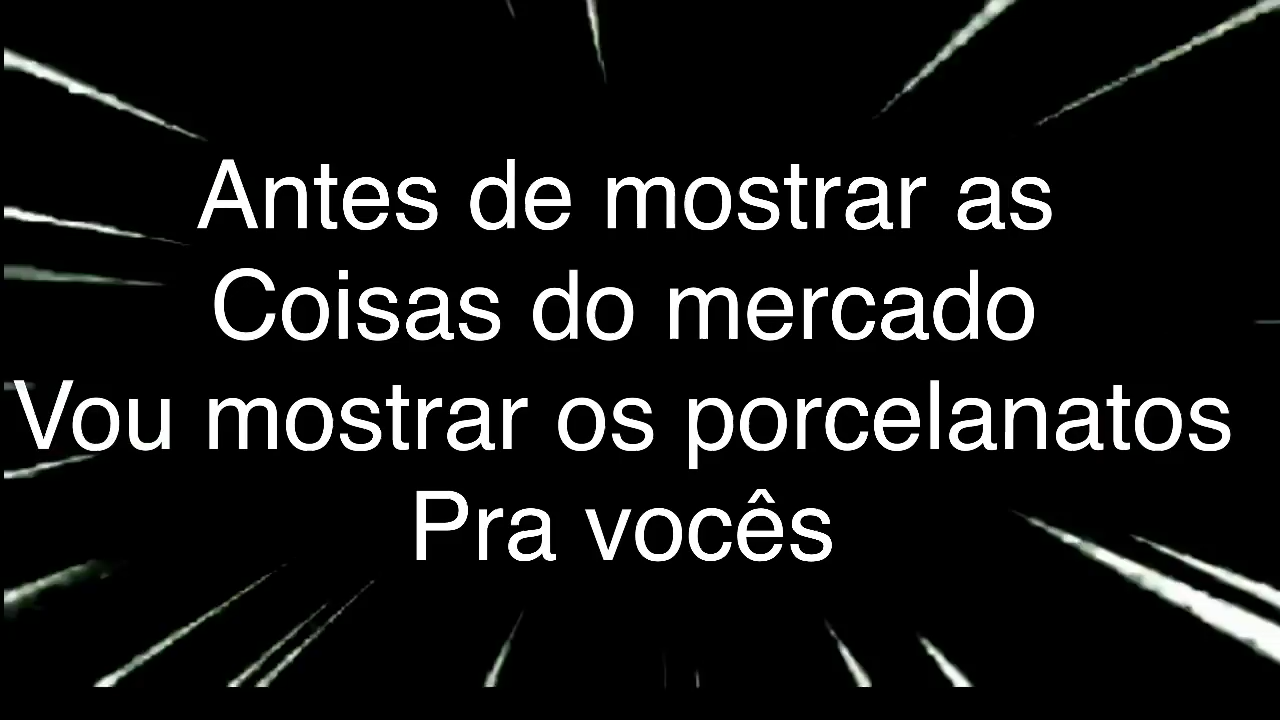 Antes de mostrar as
Coisas do mercado
Vou mostrar os porcelanatos
Pra vocês